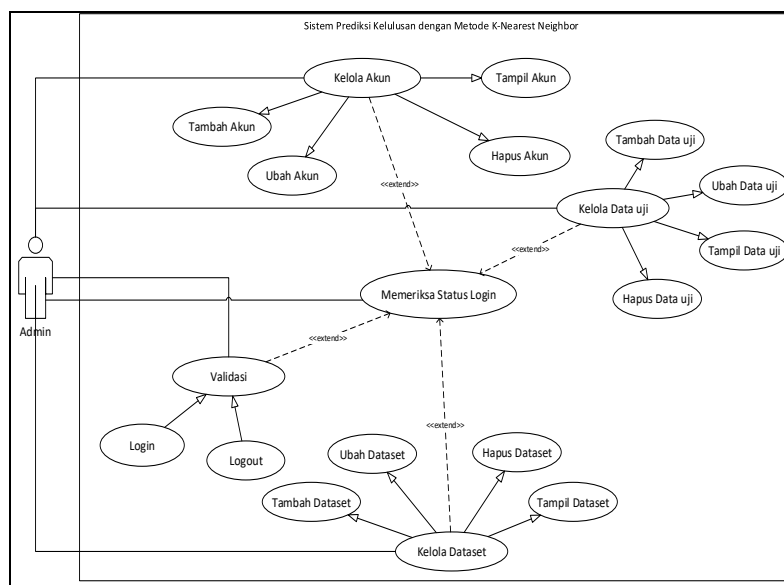 Sistem Prediksi Kelulusan dengan Metode K-Nearest Neighbor
Kelola Akun
Tampil Akun
Tambah Akun
Ubah Akun
Hapus Akun
<<extend>>
Tambah Data uji
Ubah Data uji
Kelola Data uji
Tampil Data uji
Hapus Data uji
<<extend>>
Memeriksa Status Login
Admin
<<extend>>
Validasi
Login
Logout
<<extend>>
Ubah Dataset
Hapus Dataset
Tambah Dataset
Tampil Dataset
Kelola Dataset